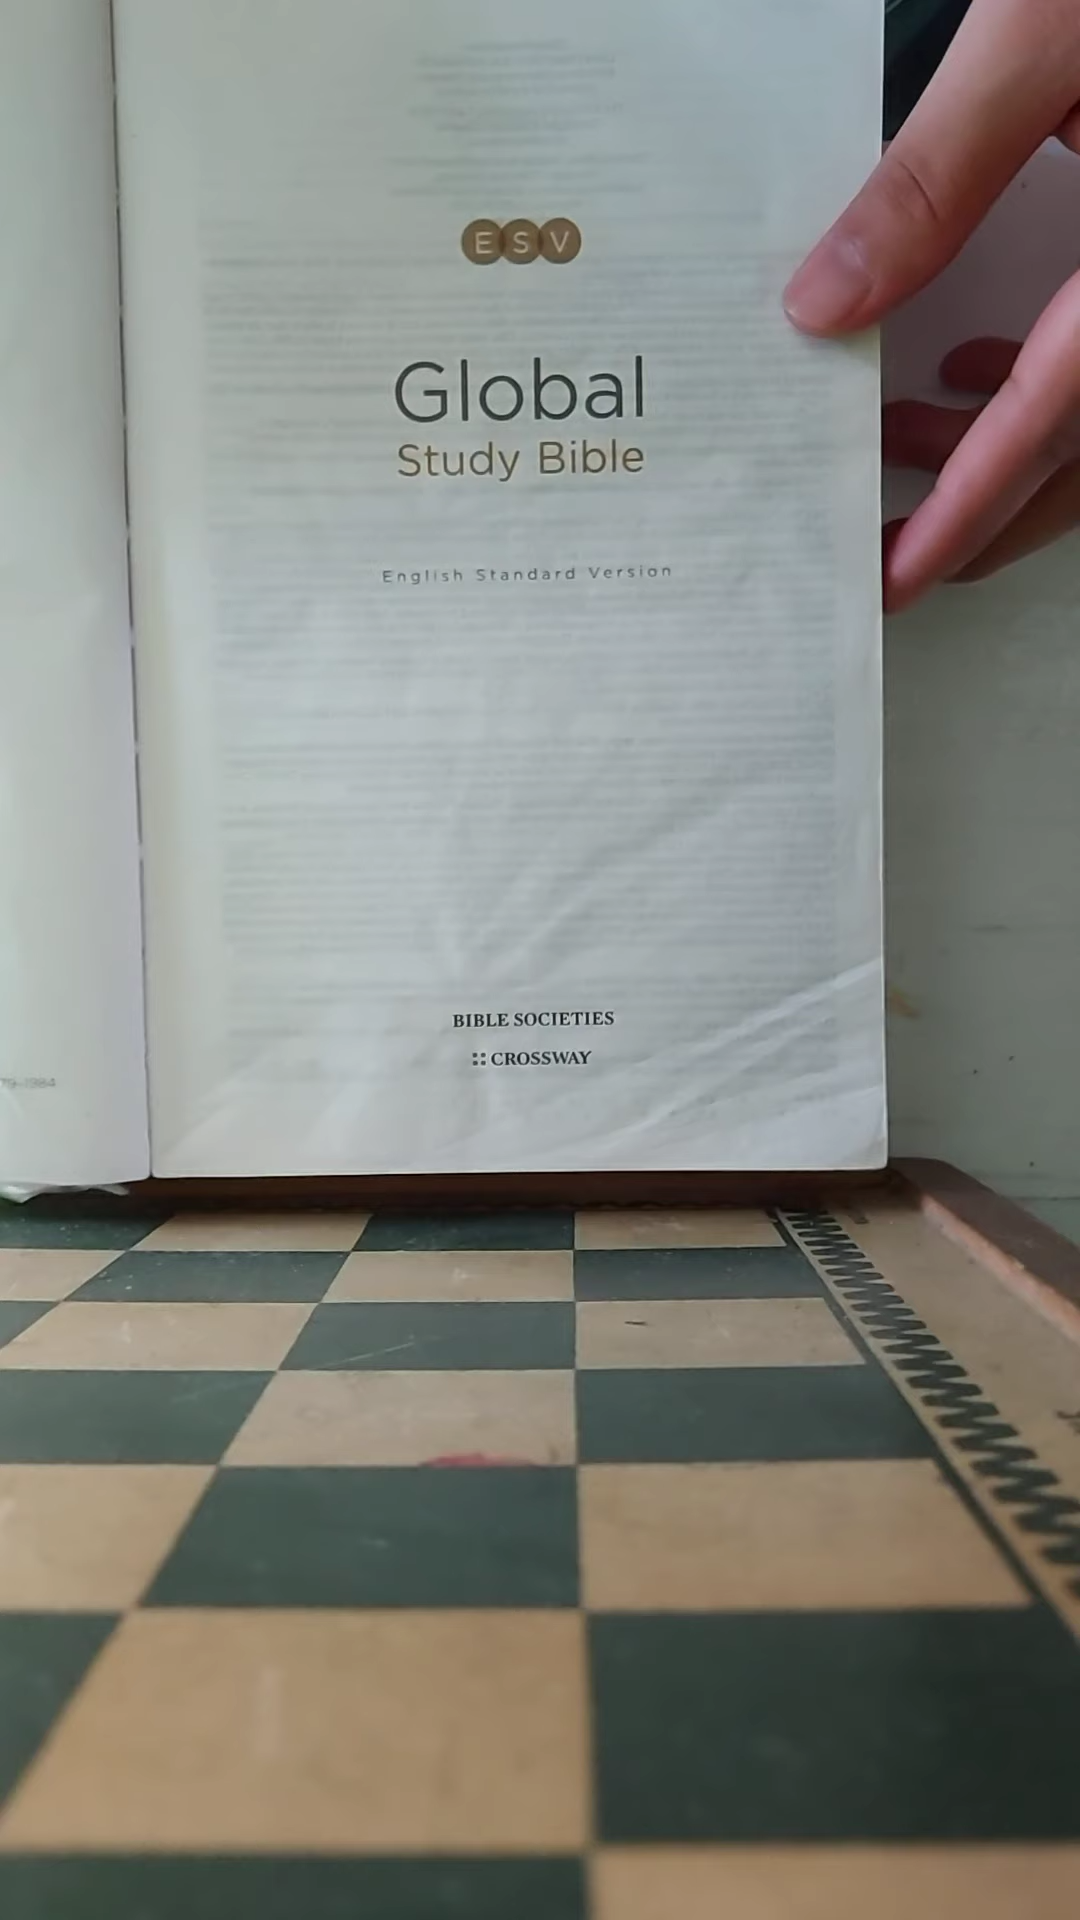 ESV
Global
Study Bible
English Standard Version
BIBLE SOCIETIES
CROSSWAY